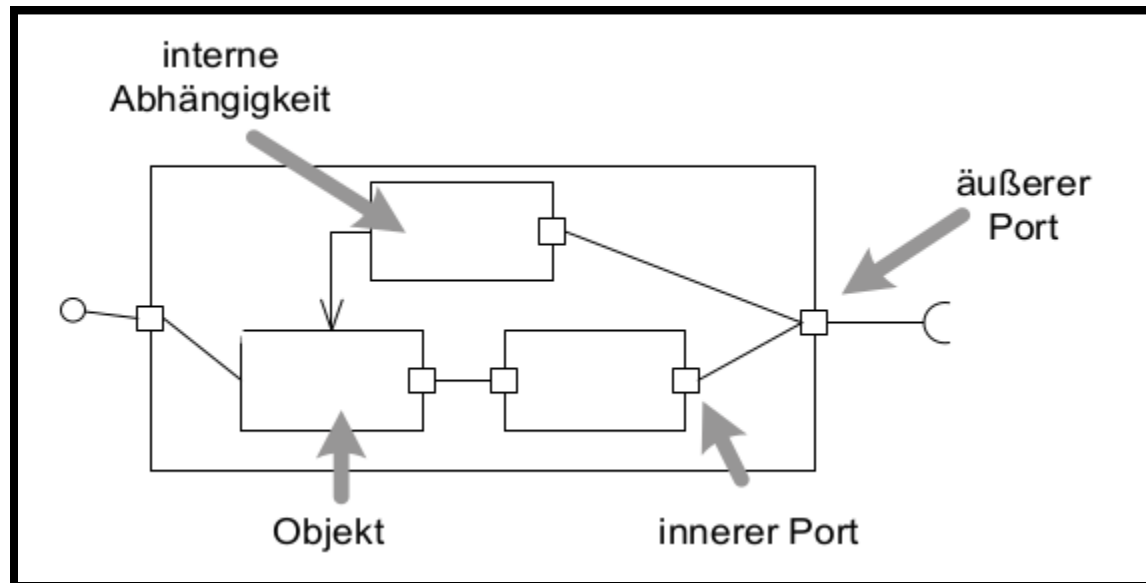 interne
Abhängigkeit
äußerer
Port
Objekt
innerer Port